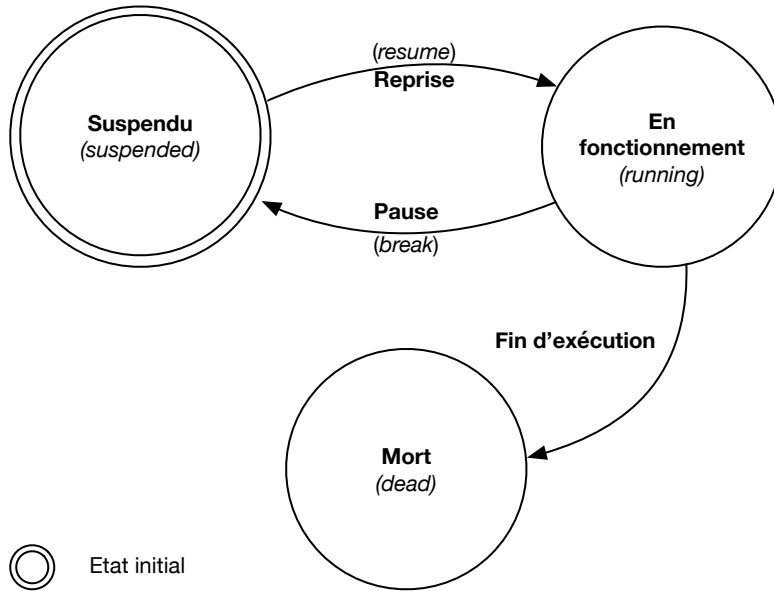 (resume)
Reprise
Suspendu
(suspended)
En
fonctionnement
(running)
Pause
(break)
Fin d'exécution
Mort
(dead)
Etat initial